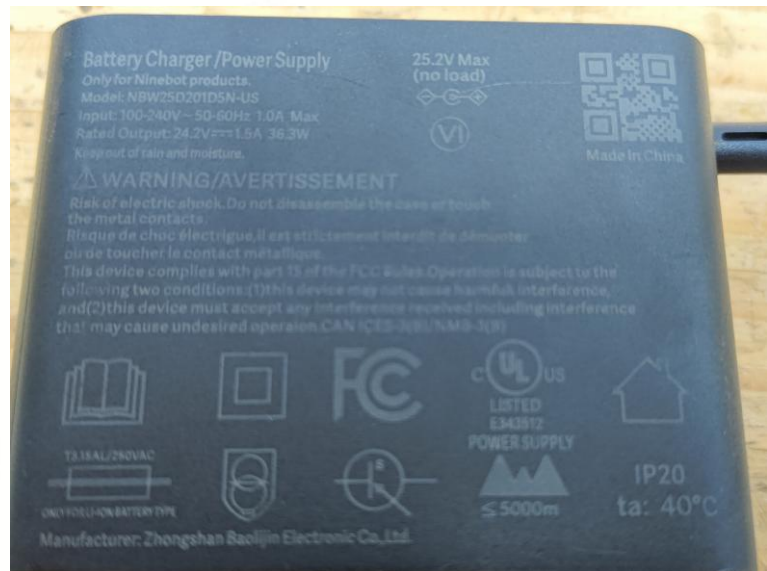 Battery Charger/Power Supply
Only for Ninebot products.
Model: NBW25D201D5N-US
Input: 100-240V~50-60Hz 1.0A Max
Rated Output: 24.2V⎓1.5A 36.3W
Keep out of rain and moisture.
25.2V Max
(no load)
VI
Made in China
WARNING/AVERTISSEMENT
Risk of electric shock.Do not disassemble the case or touch
the metal contacts.
Risque de choc électrigue,il est strictement interdit de démonter
ou de toucher le contact métallique.
This device complies with part 15 of the FCC Rules.Operation is subject to the
following two conditions:(1)this device may not cause harmful interference,
and(2)this device must accept any interference received including interference
that may cause undesired operaion.CAN ICES-3(B)/NMB-3(B)
FC
C UL US
LISTED
E343512
POWER SUPPLY
T3.15AL/250VAC
ONLY FOR LI-ION BATTERY TYPE
S
≤5000m
IP20
ta: 40°C
Manufacturer: Zhongshan Baolijin Electronic Co.,Ltd.